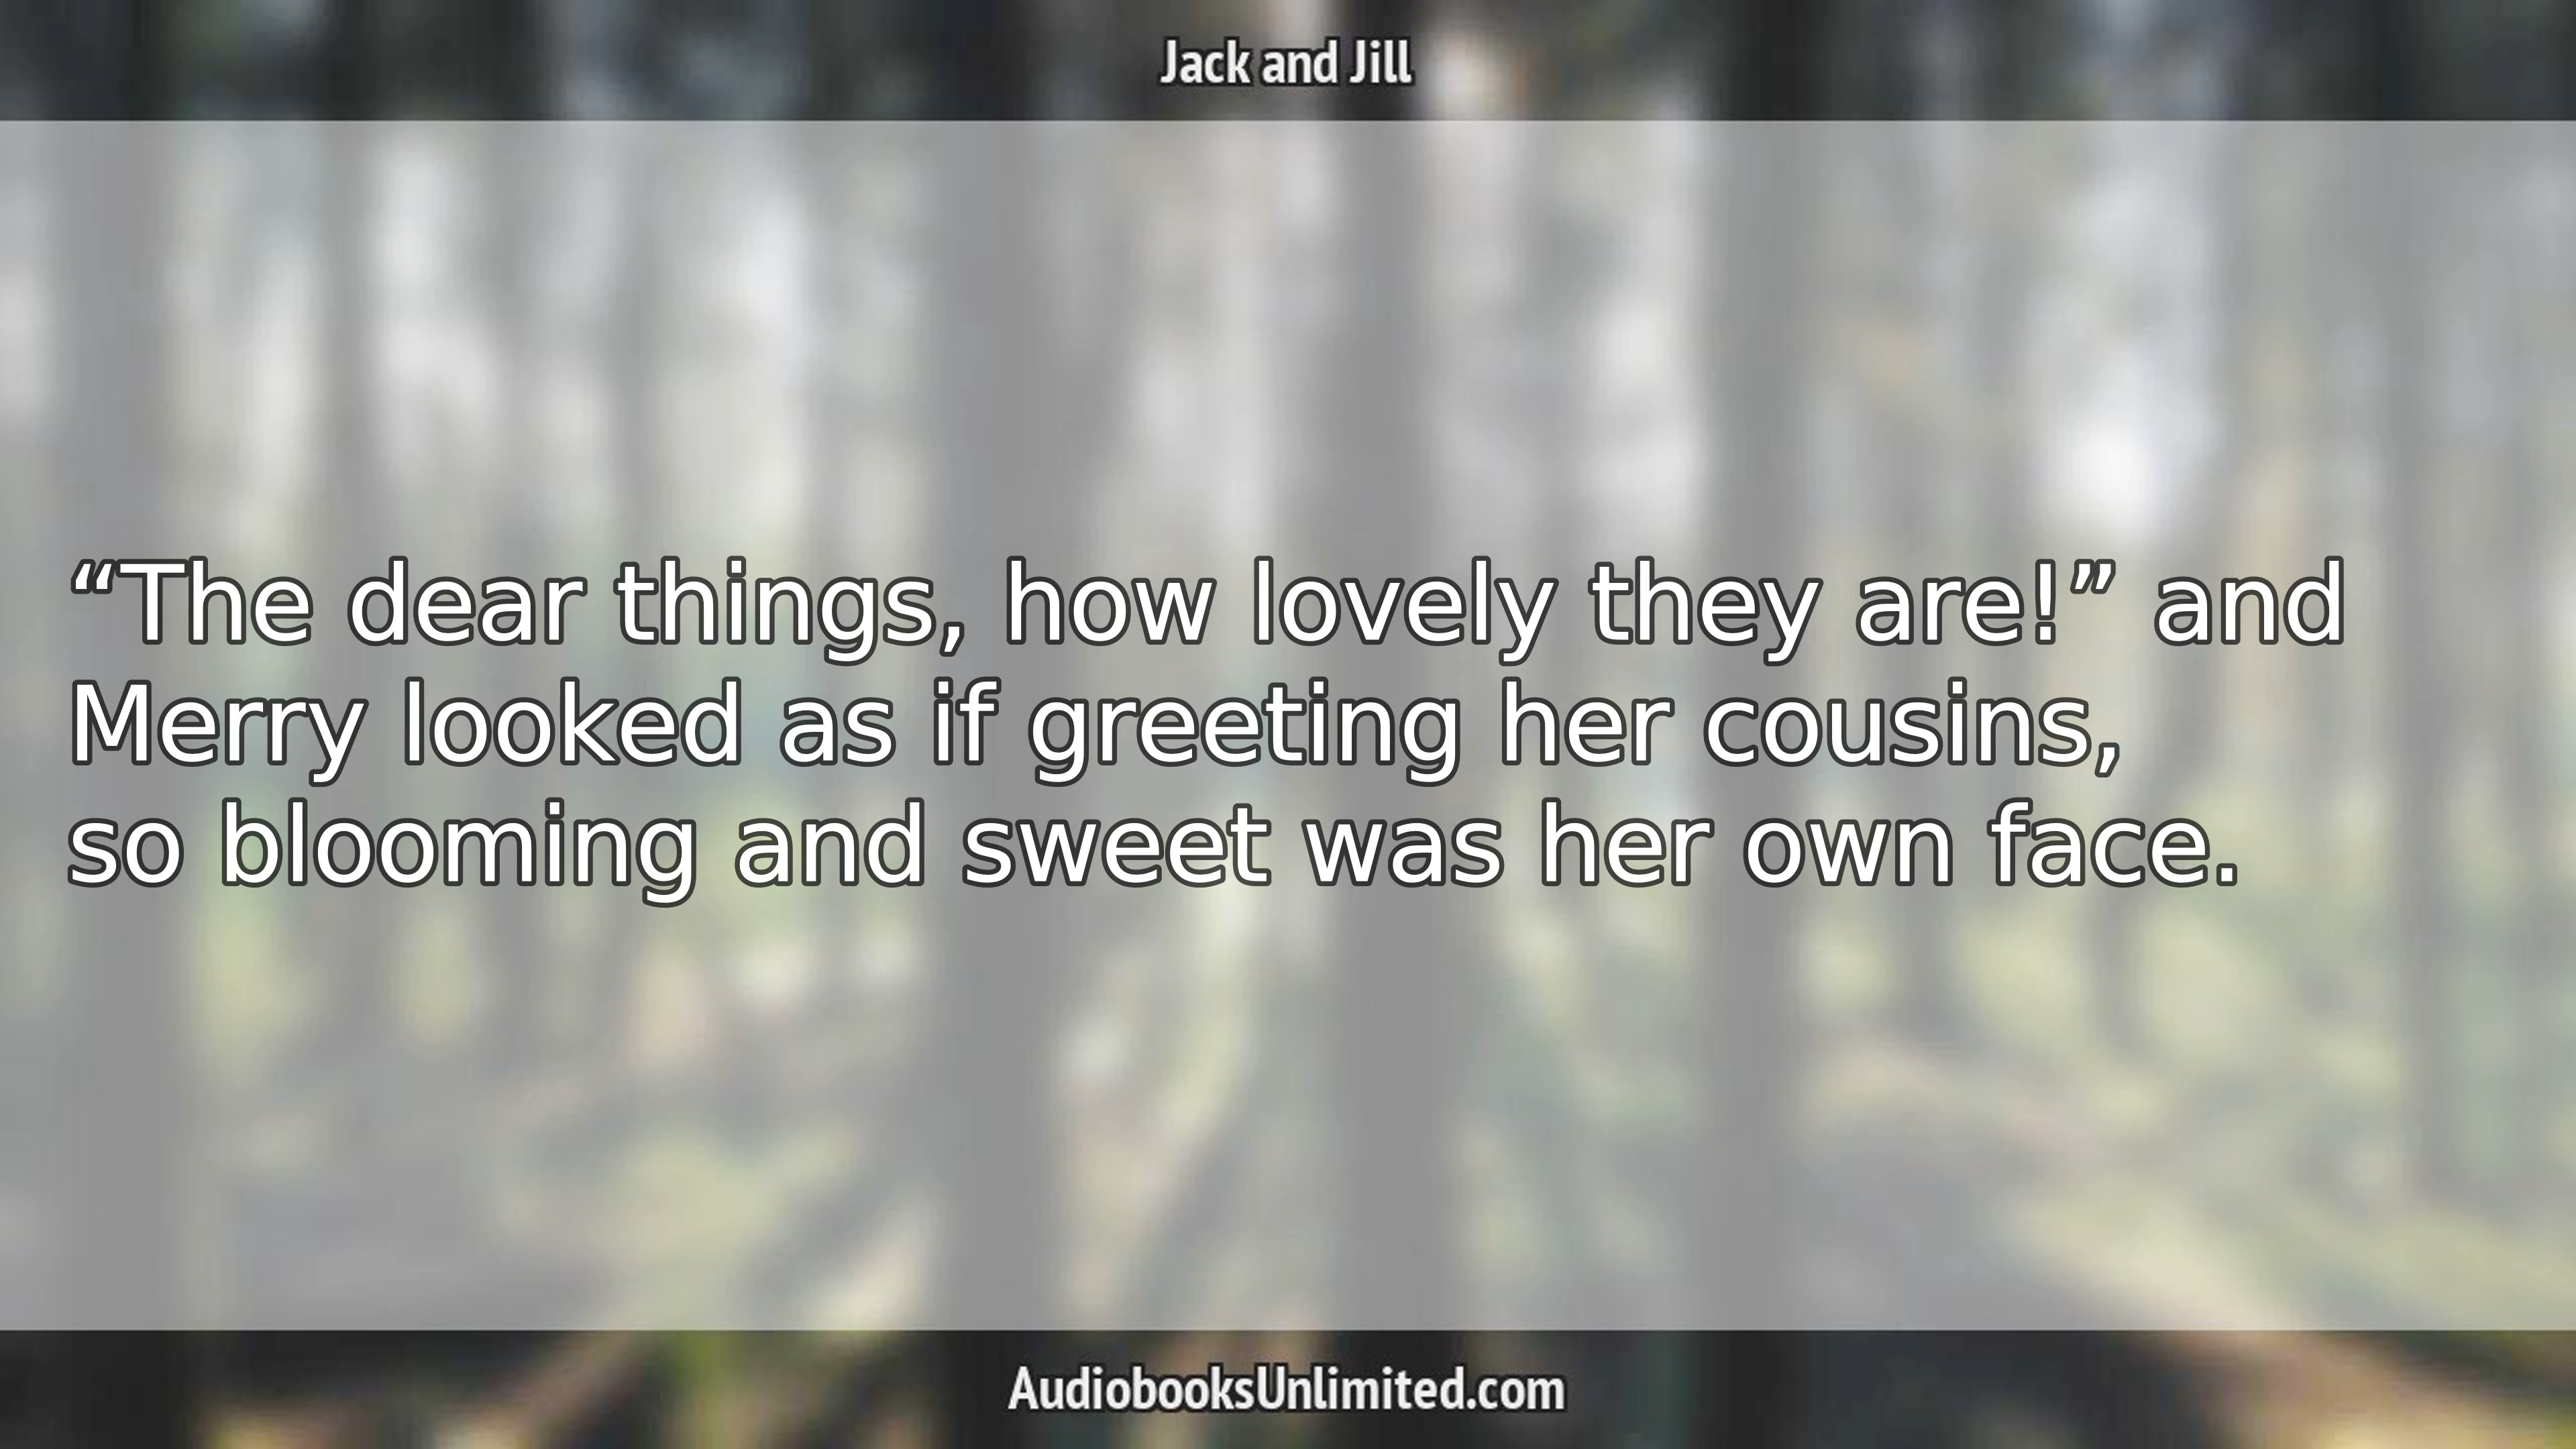 Jack and Jill
“The dear things, how lovely they are!” and
Merry looked as if greeting her cousins,
so blooming and sweet was her own face.
AudiobooksUnlimited.com